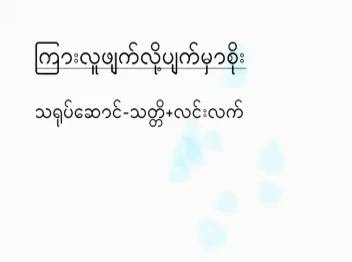 ကြားလူဖျက်လို့ပျက်မှာစိုး
သရုပ်ဆောင်-သတ္တိ+လင်းလက်